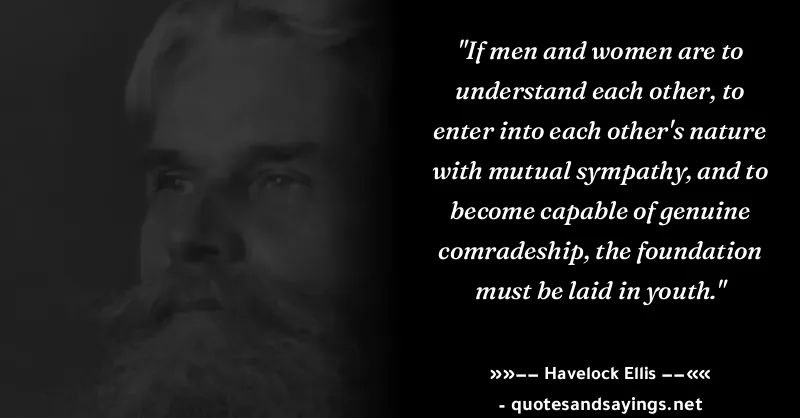 "If men and women are to
understand each other, to
enter into each other's nature
with mutual sympathy, and to
become capable of genuine
comradeship, the foundation
must be laid in youth."
»»−− Havelock Ellis −−««
- quotesandsayings.net